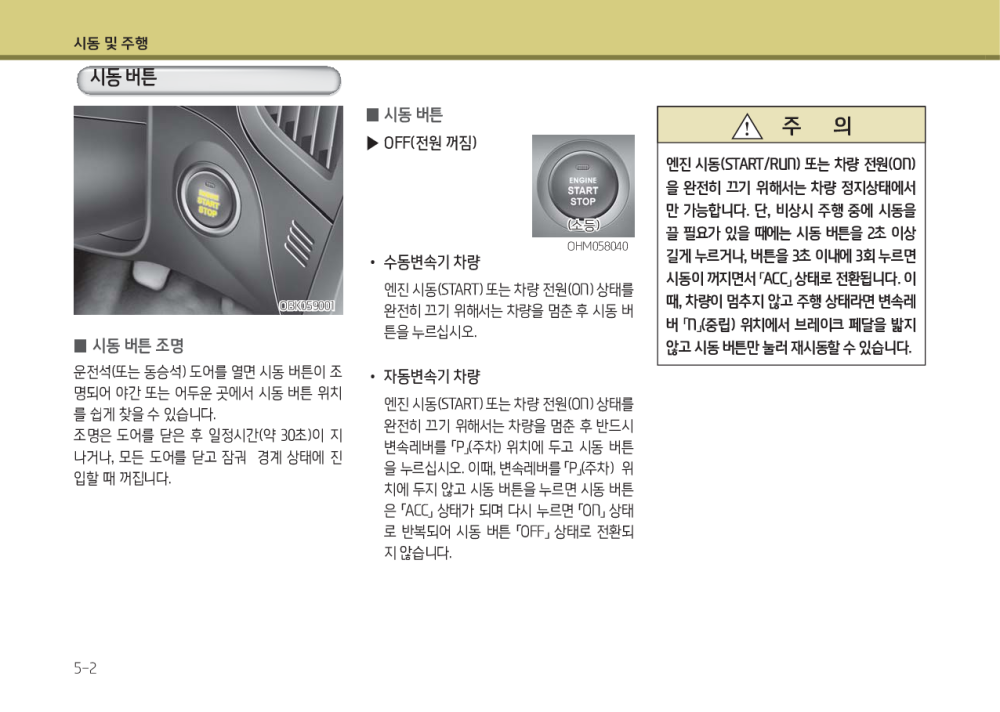 시동 및 주행
시동 버튼
ENGINE
START
STOP
OBK059001
■ 시동 버튼 조명
운전석(또는 동승석) 도어를 열면 시동 버튼이 조
명되어 야간 또는 어두운 곳에서 시동 버튼 위치
를 쉽게 찾을 수 있습니다.
조명은 도어를 닫은 후 일정시간(약 30초)이 지
나거나, 모든 도어를 닫고 잠궈 경계 상태에 진
입할 때 꺼집니다.
■ 시동 버튼
▶ OFF(전원 꺼짐)
ENGINE
START
STOP
(소등)
OHM058040
• 수동변속기 차량
엔진 시동(START) 또는 차량 전원(ON) 상태를
완전히 끄기 위해서는 차량을 멈춘 후 시동 버
튼을 누르십시오.
• 자동변속기 차량
엔진 시동(START) 또는 차량 전원(ON) 상태를
완전히 끄기 위해서는 차량을 멈춘 후 반드시
변속레버를 「P」(주차) 위치에 두고 시동 버튼
을 누르십시오. 이때, 변속레버를 「P」(주차) 위
치에 두지 않고 시동 버튼을 누르면 시동 버튼
은 「ACC」 상태가 되며 다시 누르면 「ON」 상태
로 반복되어 시동 버튼 「OFF」 상태로 전환되
지 않습니다.
주 의
엔진 시동(START/RUN) 또는 차량 전원(ON)
을 완전히 끄기 위해서는 차량 정지상태에서
만 가능합니다. 단, 비상시 주행 중에 시동을
끌 필요가 있을 때에는 시동 버튼을 2초 이상
길게 누르거나, 버튼을 3초 이내에 3회 누르면
시동이 꺼지면서 「ACC」 상태로 전환됩니다. 이
때, 차량이 멈추지 않고 주행 상태라면 변속레
버 「N」(중립) 위치에서 브레이크 페달을 밟지
않고 시동 버튼만 눌러 재시동할 수 있습니다.
5-2